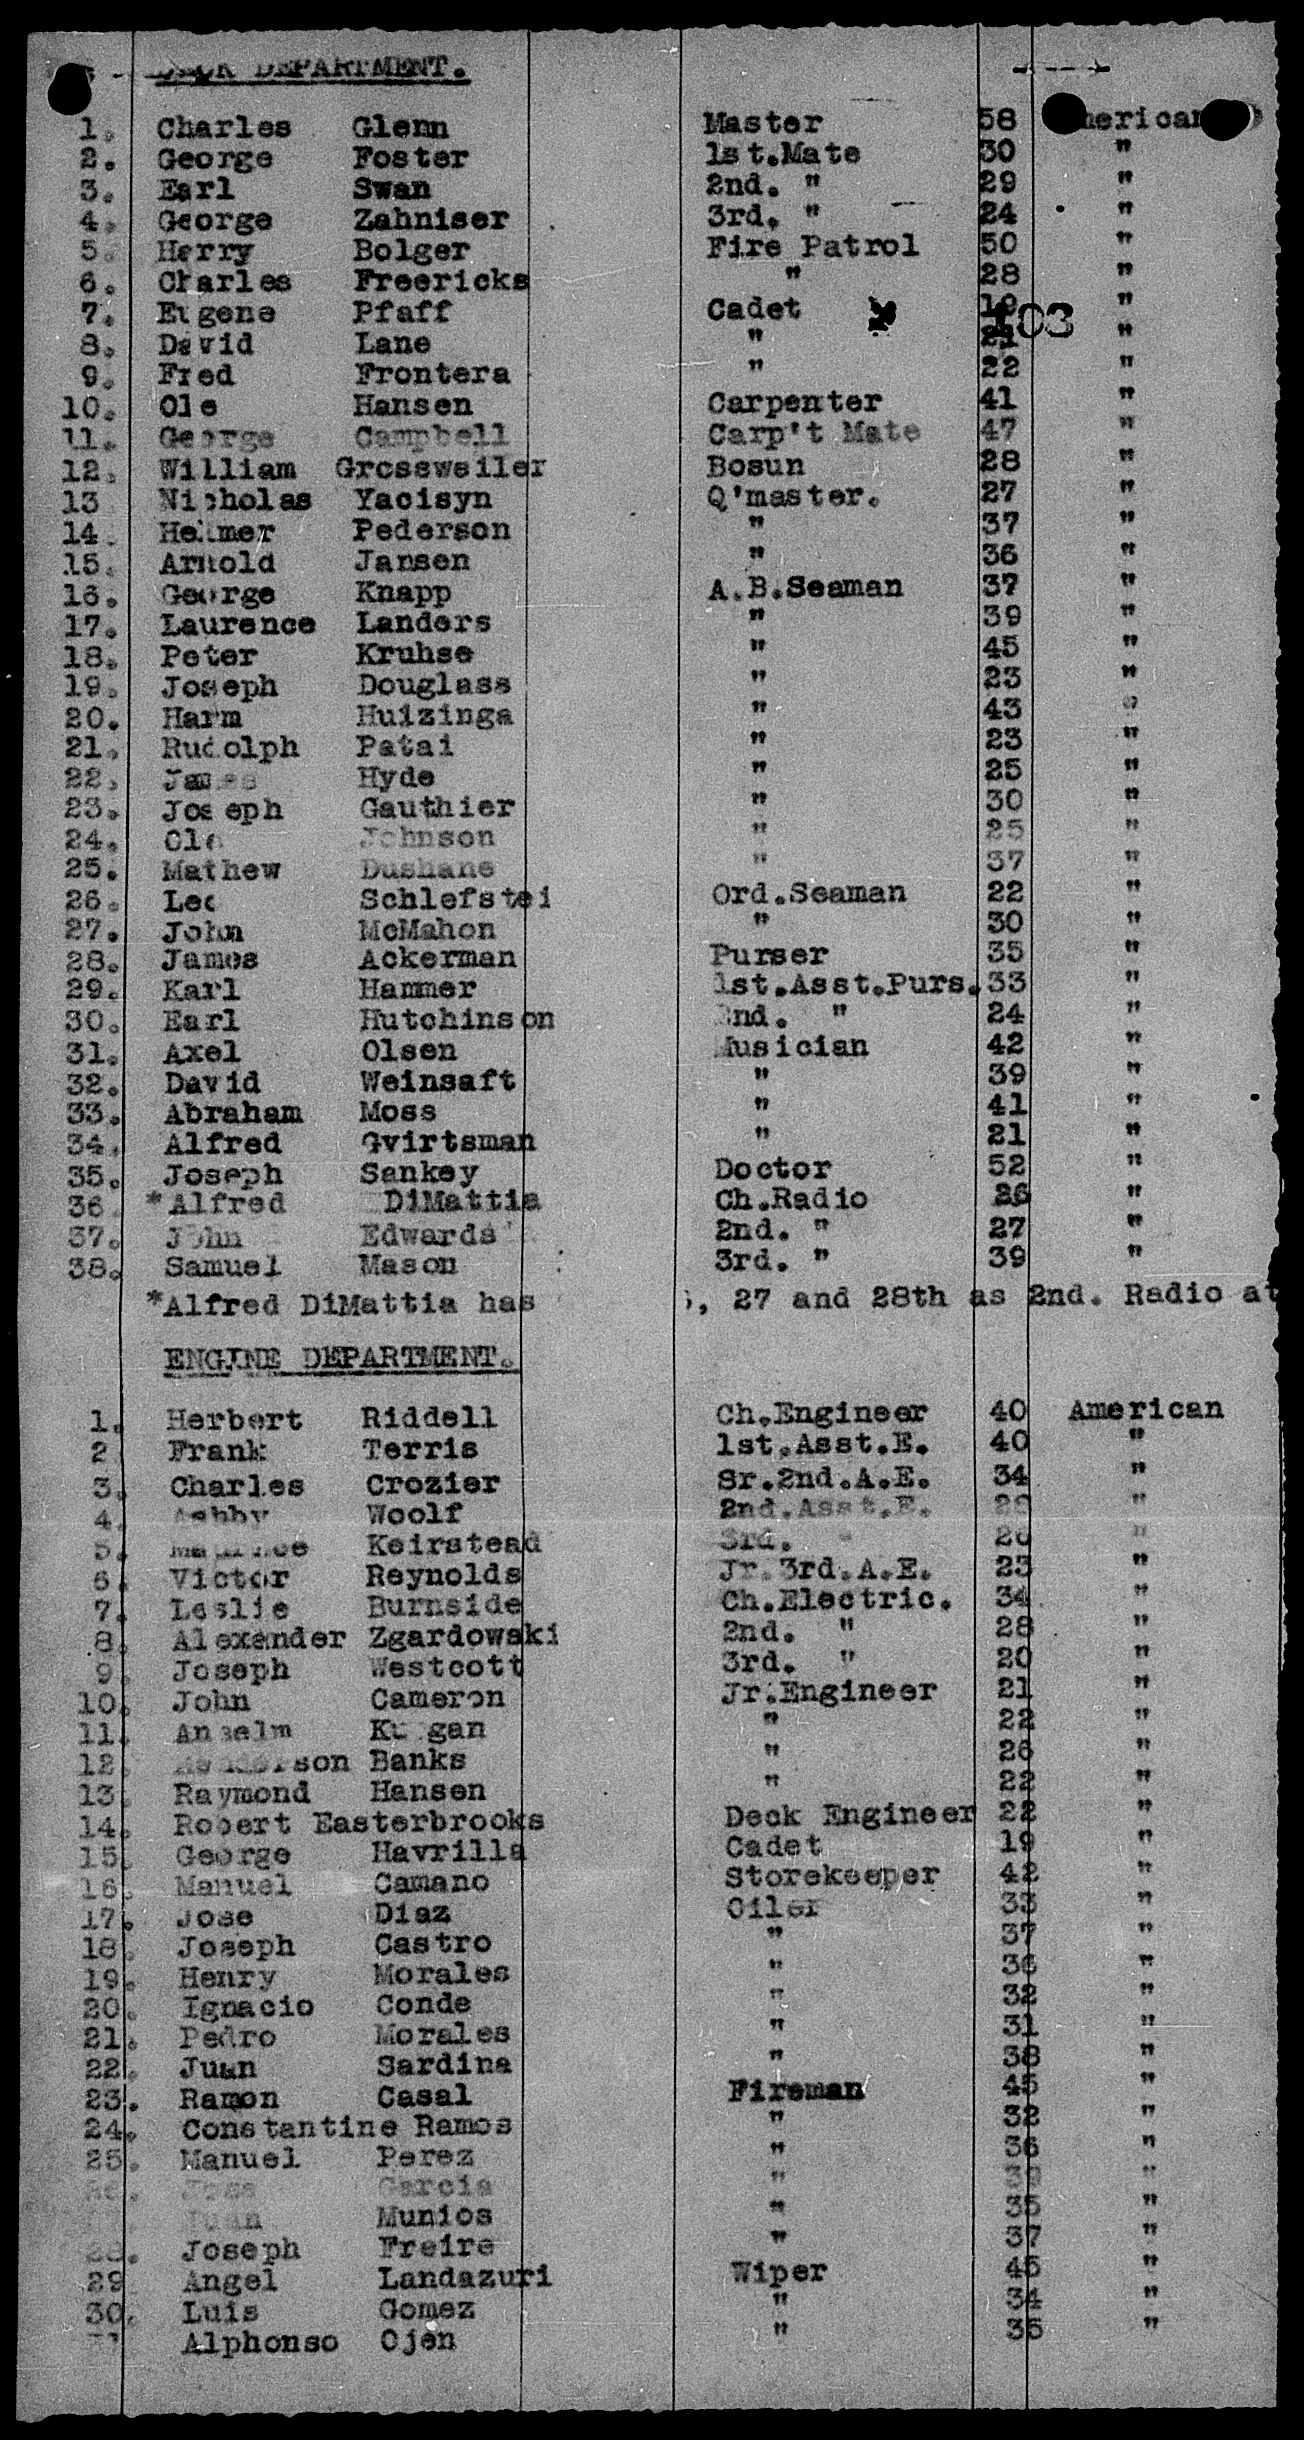 DECK DEPARTMENT.
1. Charles Glenn Master 58 American
2. George Foster 1st.Mate 30 "
3. Earl Swan 2nd. " 29 "
4. George Zahniser 3rd. " 24 "
5. Harry Bolger Fire Patrol 50 "
6. Charles Freericks " 28 "
7. Eugene Pfaff Cadet 19 "
8. David Lane " 21 "
9. Fred Frontera " 22 "
10. Ole Hansen Carpenter 41 "
11. George Campbell Carp't Mate 47 "
12. William Grossweiler Bosun 28 "
13 Nicholas Yacisyn Q'master. 27 "
14. Helmer Pederson " 37 "
15. Arnold Jansen " 36 "
16. George Knapp A.B.Seaman 37 "
17. Laurence Landers " 39 "
18. Peter Kruhse " 45 "
19. Joseph Douglass " 23 "
20. Harm Huizinga " 43 "
21. Rudolph Patai " 23 "
22. James Hyde " 25 "
23. Joseph Gauthier " 30 "
24. Ole Johnson " 25 "
25. Mathew Dushane " 37 "
26. Leo Schlefstei Ord.Seaman 22 "
27. John McMahon " 30 "
28. James Ackerman Purser 35 "
29. Karl Hammer 1st.Asst.Purs. 33 "
30. Earl Hutchinson 2nd. " 24 "
31. Axel Olsen Musician 42 "
32. David Weinsaft " 39 "
33. Abraham Moss " 41 "
34. Alfred Gvirtsman " 21 "
35. Joseph Sankey Doctor 52 "
36 *Alfred DiMattia Ch.Radio 26 "
37. John Edwards 2nd. " 27 "
38. Samuel Mason 3rd. " 39 "
*Alfred DiMattia has , 27 and 28th as 2nd. Radio at
ENGINE DEPARTMENT.
1. Herbert Riddell Ch.Engineer 40 American
2 Frank Terris 1st.Asst.E. 40 "
3. Charles Crozier Sr.2nd.A.E. 34 "
4. Ashby Woolf 2nd.Asst.E. "
5. Maurice Keirstead 3rd. " "
6. Victor Reynolds Jr.3rd.A.E. 23 "
7. Leslie Burnside Ch.Electric. 34 "
8. Alexander Zgardowski 2nd. " 28 "
9. Joseph Westcott 3rd. " 20 "
10. John Cameron Jr.Engineer 21 "
11. Anselm " 22 "
12. Henderson Banks " 26 "
13. Raymond Hansen " 22 "
14. Robert Easterbrooks Deck Engineer 22 "
15. George Havrilla Cadet 19 "
16. Manuel Camano Storekeeper 42 "
17. Jose Diaz Oiler 33 "
18. Joseph Castro " 37 "
19. Henry Morales " 36 "
20. Ignacio Conde " 32 "
21. Pedro Morales " 31 "
22. Juan Sardina " 38 "
23. Ramon Casal Fireman 45 "
24. Constantine Ramos " 32 "
25. Manuel Perez " 36 "
26. Jose Garcia " 39 "
Juan Munios " 35 "
28. Joseph Freire " 37 "
29 Angel Landazuri Wiper 45 "
30. Luis Gomez " 34 "
Alphonso Ojen " 35 "